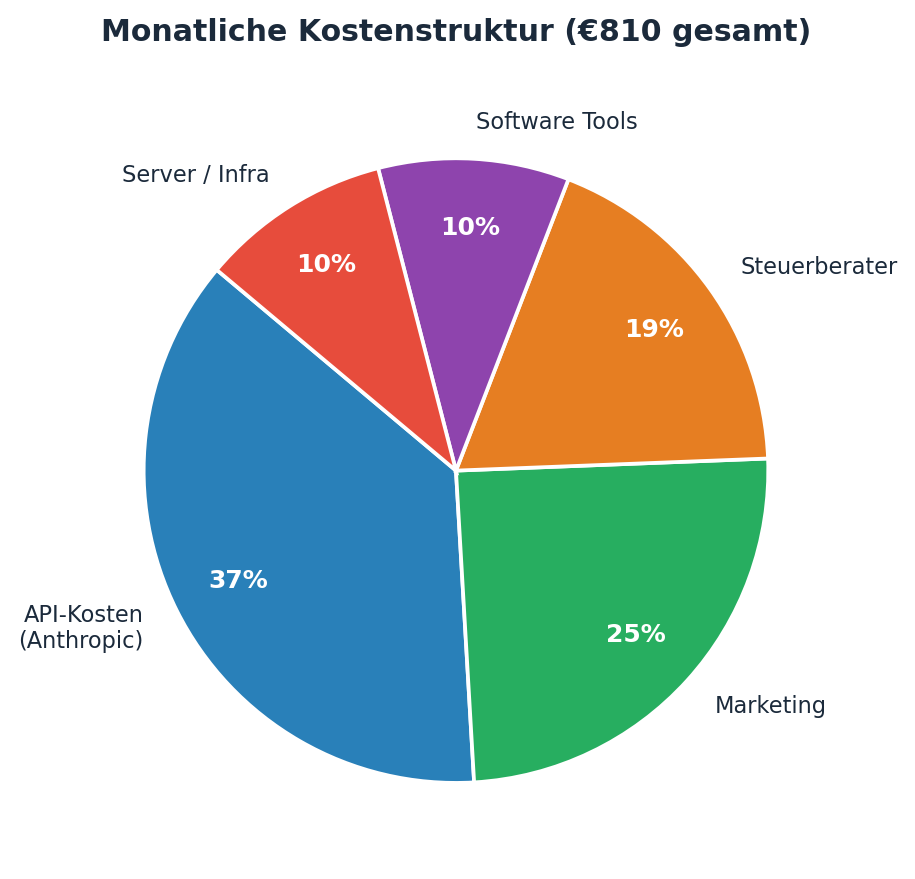 Monatliche Kostenstruktur (€810 gesamt)
Software Tools
Server / Infra
10%
10%
Steuerberater
19%
37%
API-Kosten
(Anthropic)
25%
Marketing